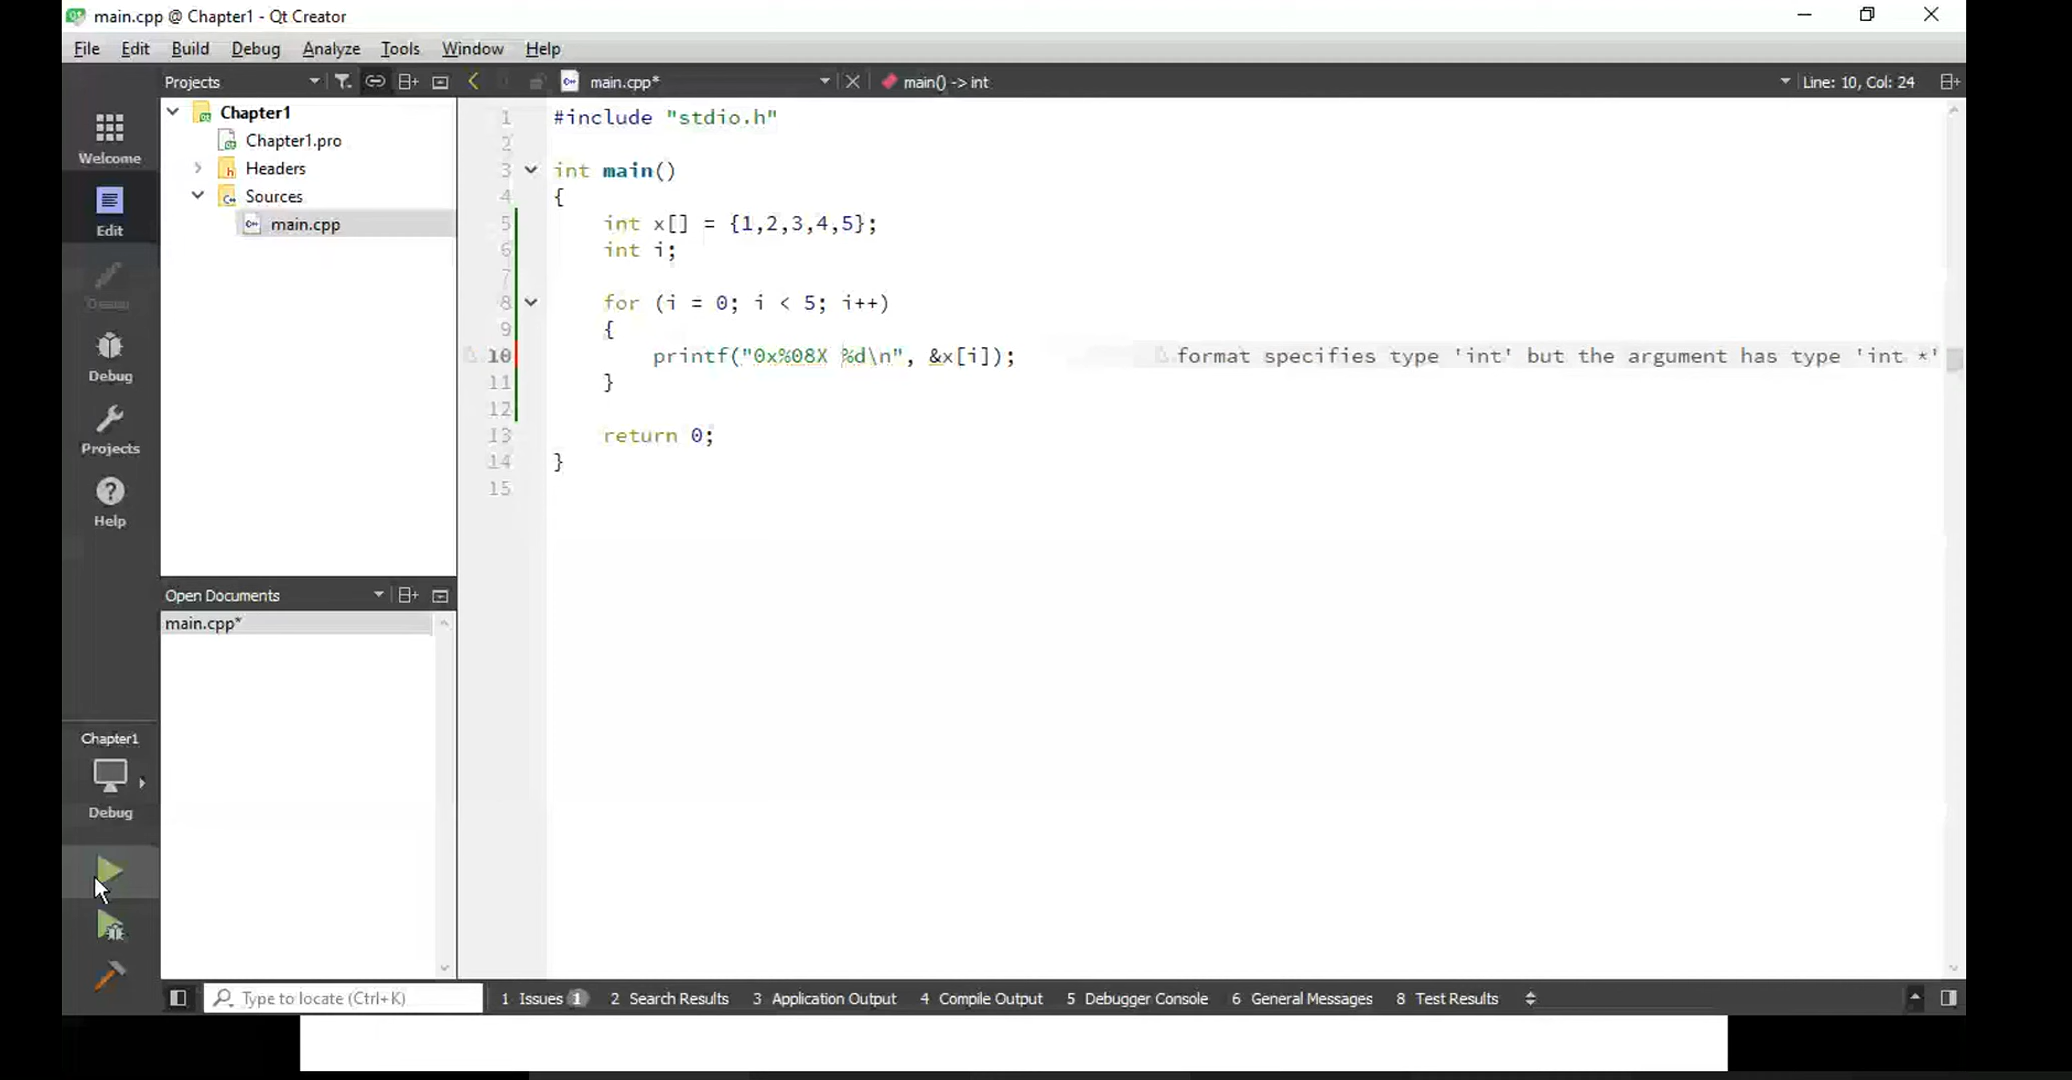 main.cpp @ Chapter1 - Qt Creator
File Edit Build Debug Analyze Tools Window Help
Projects main.cpp* main() -> int Line: 10, Col: 24
Chapter1
Chapter1.pro
Headers
Sources
main.cpp
Welcome
Edit
Debug
Projects
Help
1 #include "stdio.h"
2
3 int main()
4 {
5 int x[] = {1,2,3,4,5};
6 int i;
7
8 for (i = 0; i < 5; i++)
9 {
10 printf("0x%08X %d\n", &x[i]); format specifies type 'int' but the argument has type 'int *'
11 }
12
13 return 0;
14 }
15
Open Documents
main.cpp*
Chapter1
Debug
Type to locate (Ctrl+K) 1 Issues 1 2 Search Results 3 Application Output 4 Compile Output 5 Debugger Console 6 General Messages 8 Test Results